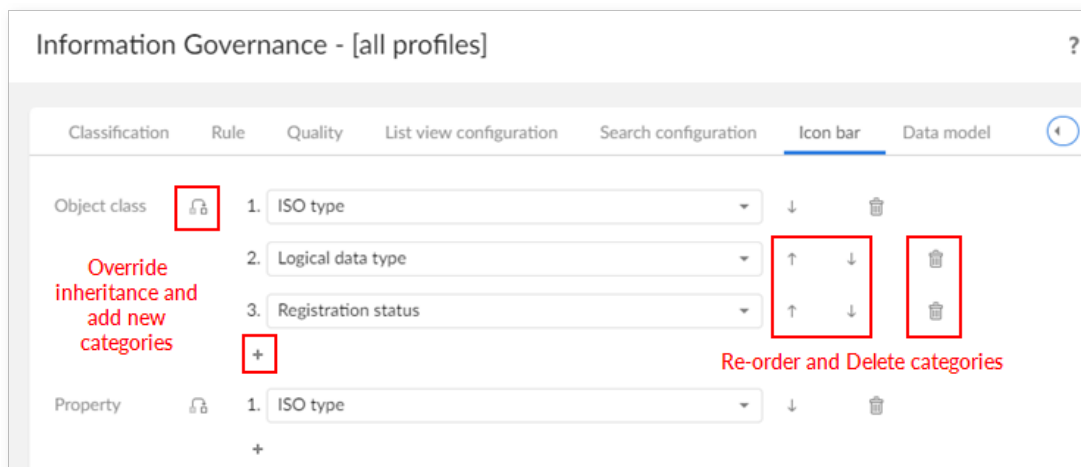 Information Governance - [all profiles]
?
Classification Rule Quality List view configuration Search configuration Icon bar Data model
Object class 1. ISO type
2. Logical data type
3. Registration status
Override
inheritance and
add new
categories
+
Re-order and Delete categories
Property 1. ISO type
+